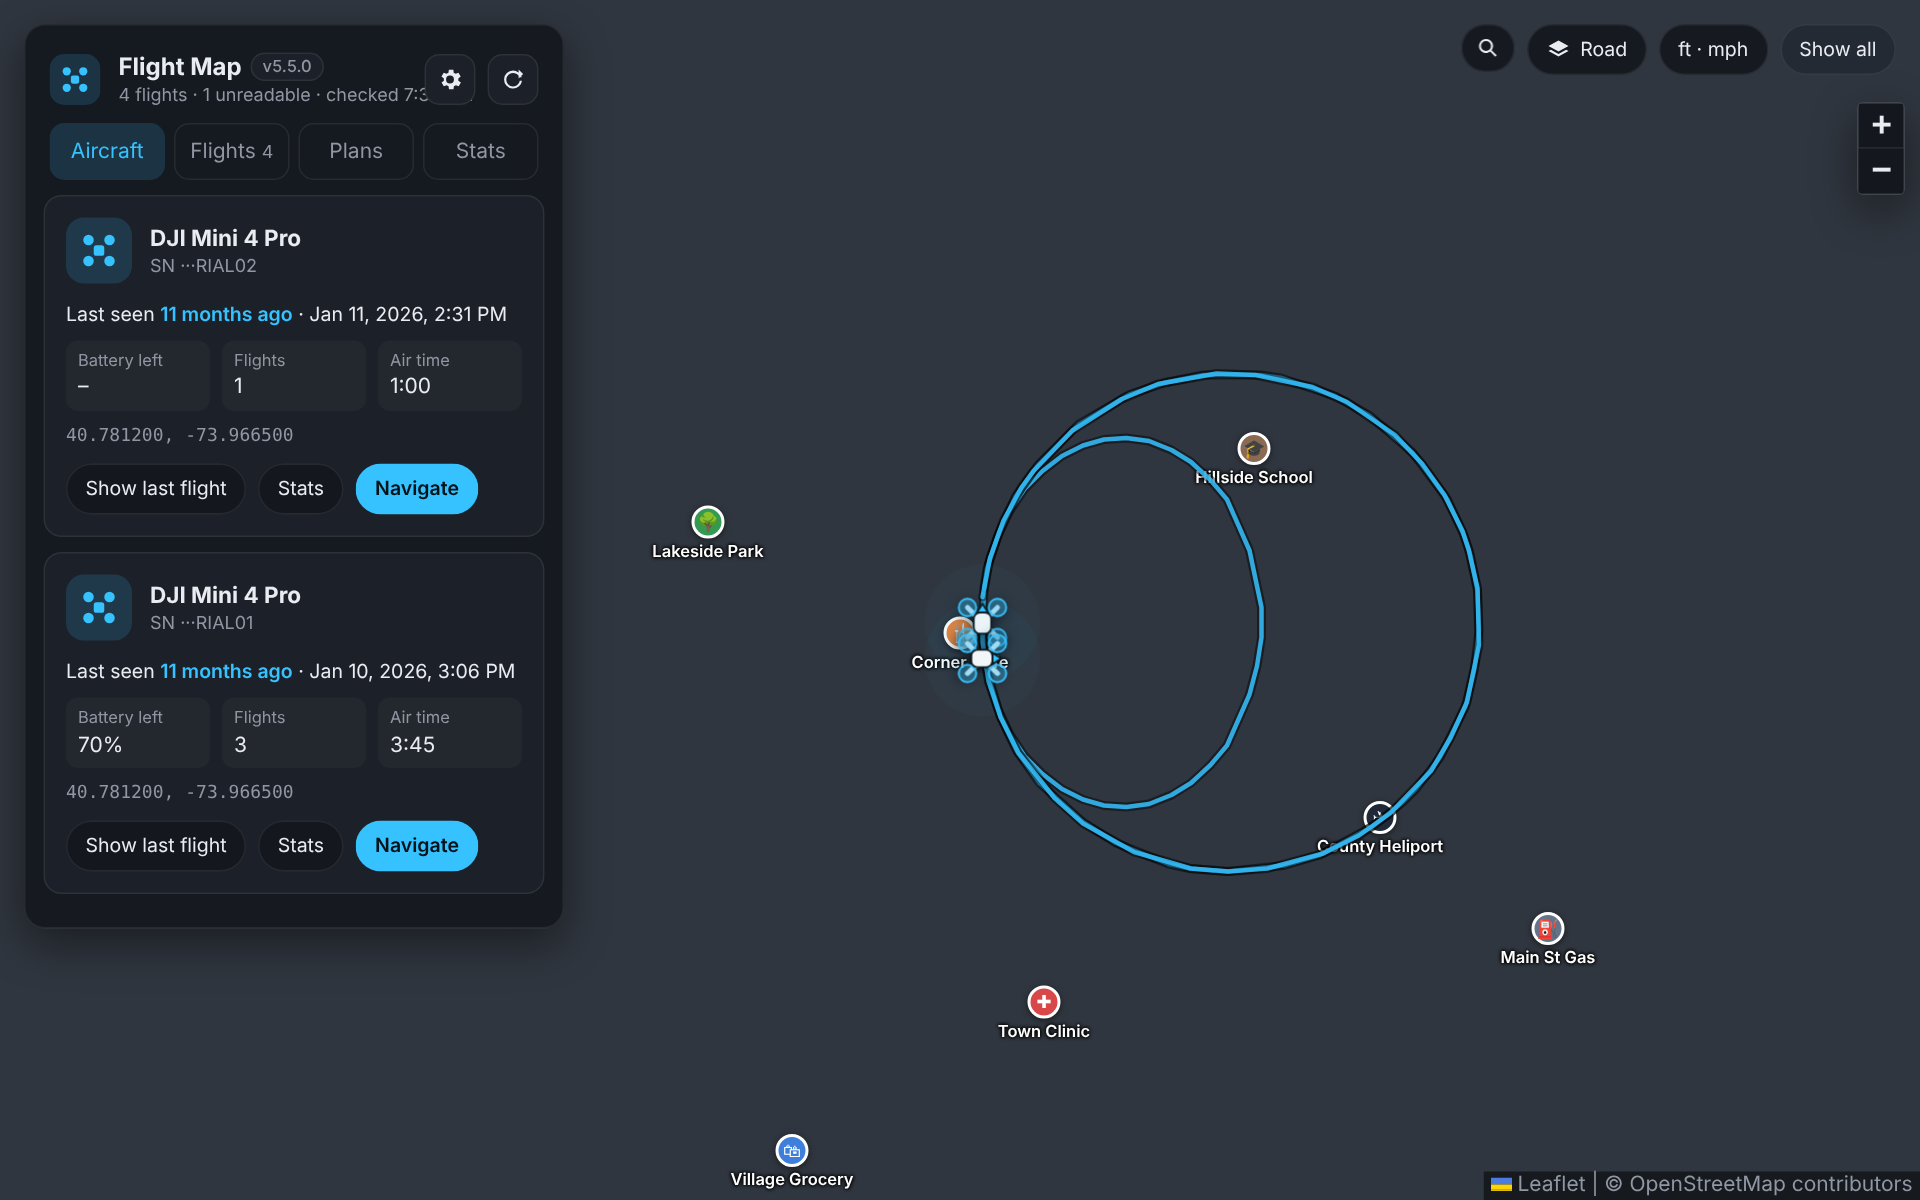 Flight Map v5.5.0
4 flights · 1 unreadable · checked
Aircraft Flights 4 Plans Stats
DJI Mini 4 Pro
SN ···RIAL02
Last seen 11 months ago · Jan 11, 2026, 2:31 PM
Battery left Flights Air time
– 1 1:00
40.781200, -73.966500
Show last flight Stats Navigate
DJI Mini 4 Pro
SN ···RIAL01
Last seen 11 months ago · Jan 10, 2026, 3:06 PM
Battery left Flights Air time
70% 3 3:45
40.781200, -73.966500
Show last flight Stats Navigate
Road ft · mph Show all
+
−
Hillside School
Lakeside Park
Corner
County Heliport
Main St Gas
Town Clinic
Village Grocery
Leaflet | © OpenStreetMap contributors